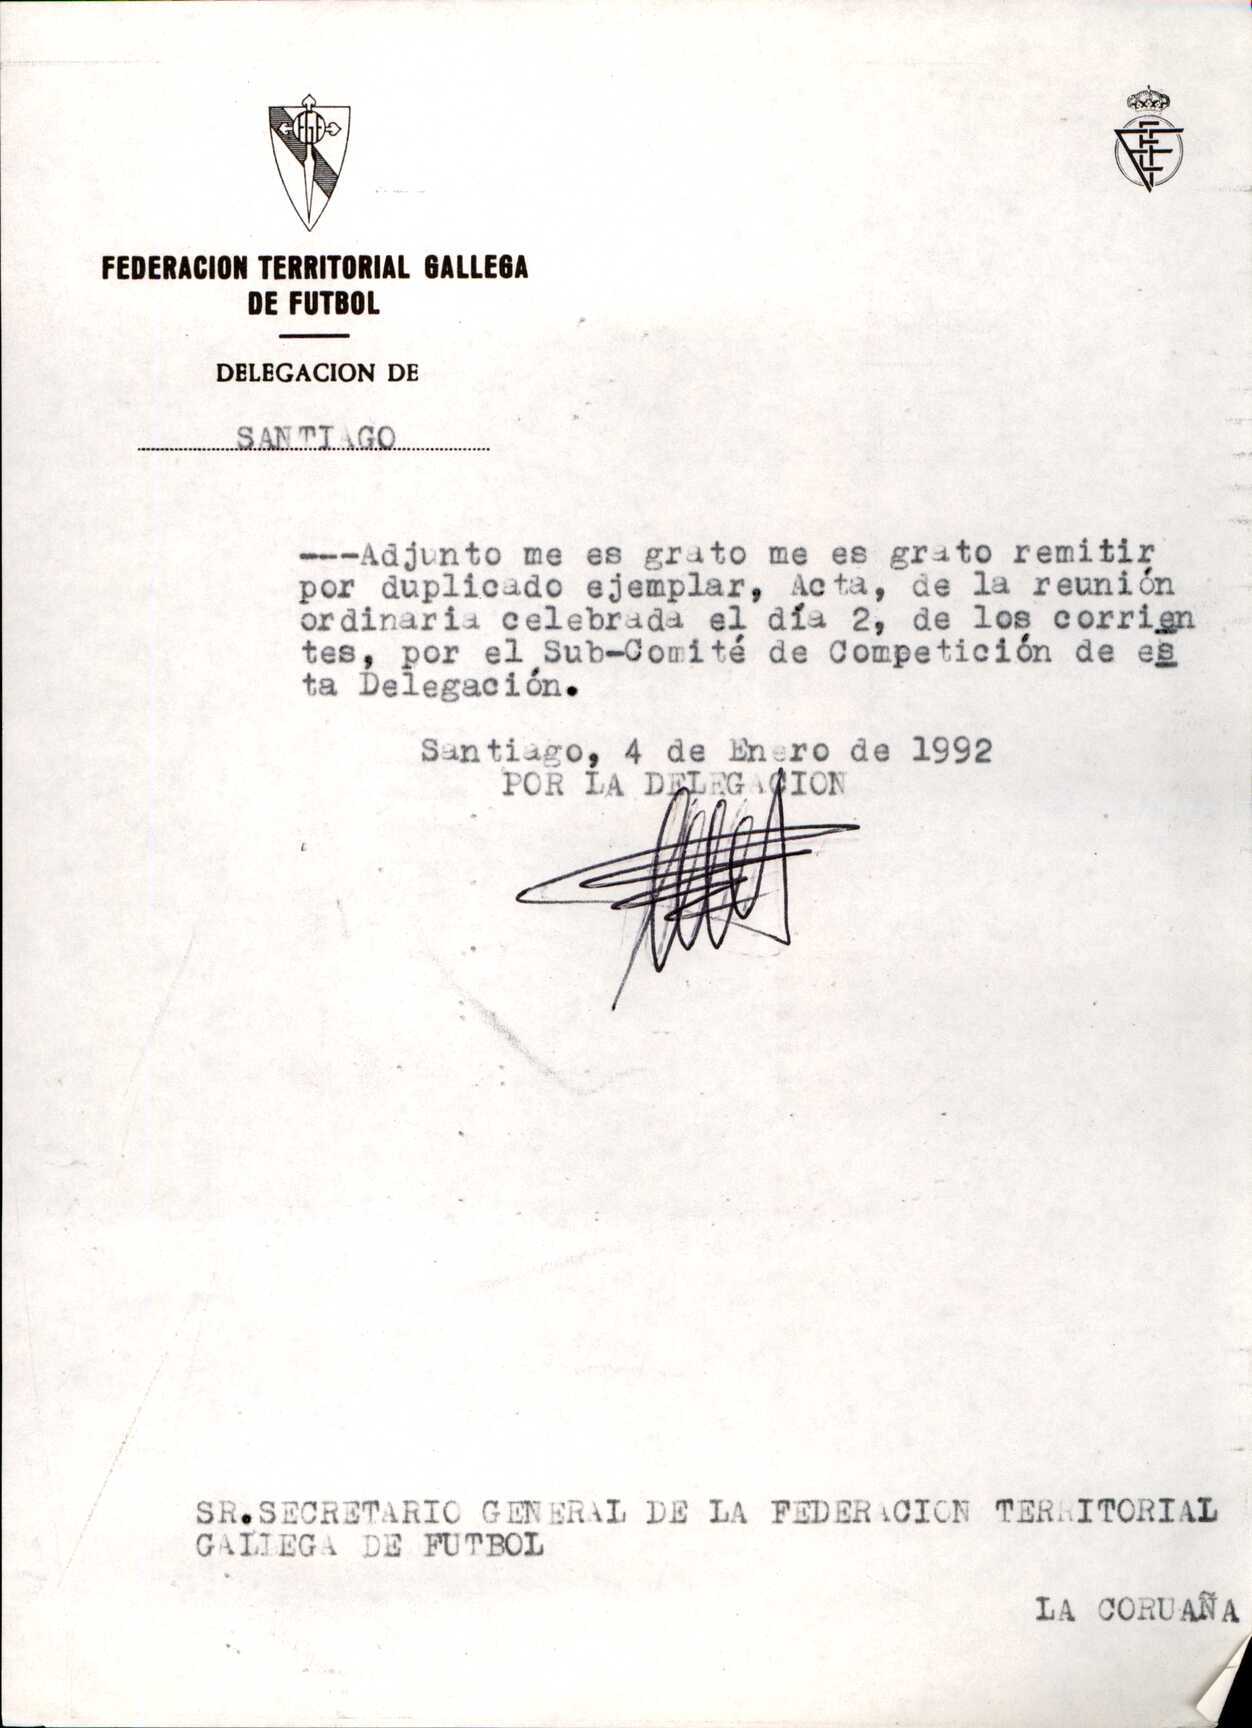 FEDERACION TERRITORIAL GALLEGA
DE FUTBOL
DELEGACION DE
SANTIAGO
---Adjunto me es grato me es grato remitir
por duplicado ejemplar, Acta, de la reunión
ordinaria celebrada el día 2, de los corrien
tes, por el Sub-Comité de Competición de es
ta Delegación.
Santiago, 4 de Enero de 1992
POR LA DELEGACION
SR.SECRETARIO GENERAL DE LA FEDERACION TERRITORIAL
GALLEGA DE FUTBOL
LA CORUAÑA